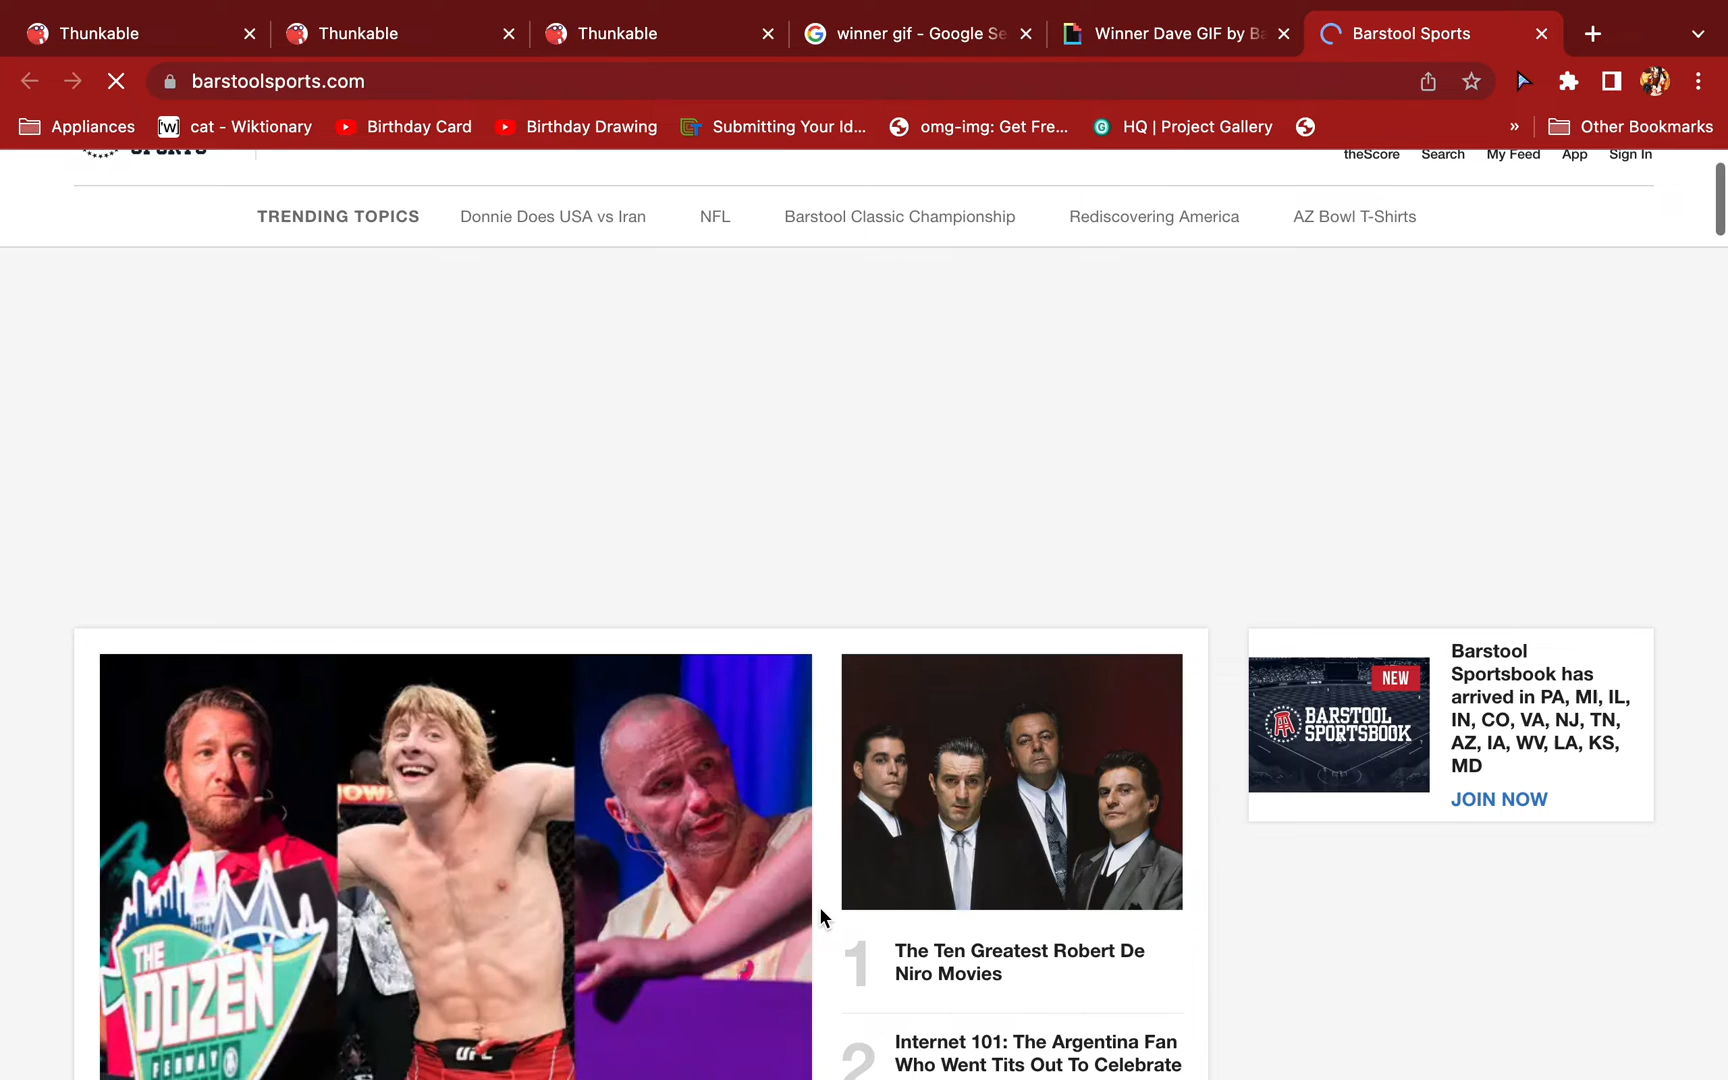 Thunkable
Thunkable
Thunkable
winner gif - Google Se
Winner Dave GIF by Ba
Barstool Sports
barstoolsports.com
Appliances
cat - Wiktionary
Birthday Card
Birthday Drawing
Submitting Your Id...
omg-img: Get Fre...
HQ | Project Gallery
»
Other Bookmarks
SPORTS
theScore
Search
My Feed
App
Sign In
TRENDING TOPICS
Donnie Does USA vs Iran
NFL
Barstool Classic Championship
Rediscovering America
AZ Bowl T-Shirts
THE
DOZEN
FENWAY
UFC
1
The Ten Greatest Robert De
Niro Movies
2
Internet 101: The Argentina Fan
Who Went Tits Out To Celebrate
NEW
BARSTOOL
SPORTSBOOK
Barstool
Sportsbook has
arrived in PA, MI, IL,
IN, CO, VA, NJ, TN,
AZ, IA, WV, LA, KS,
MD
JOIN NOW